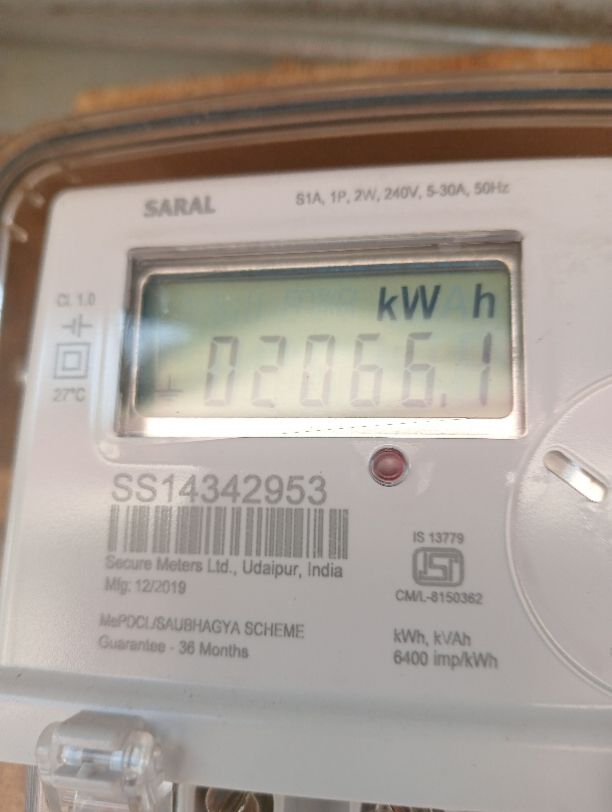 SARAL
S1A, 1P, 2W, 240V, 5-30A, 50Hz
Cl. 1.0
27°C
kWh
02066.1
SS14342953
Secure Meters Ltd., Udaipur, India
Mfg: 12/2019
MePDCL/SAUBHAGYA SCHEME
Guarantee - 36 Months
IS 13779
CM/L-8150362
kWh, kVAh
6400 imp/kWh